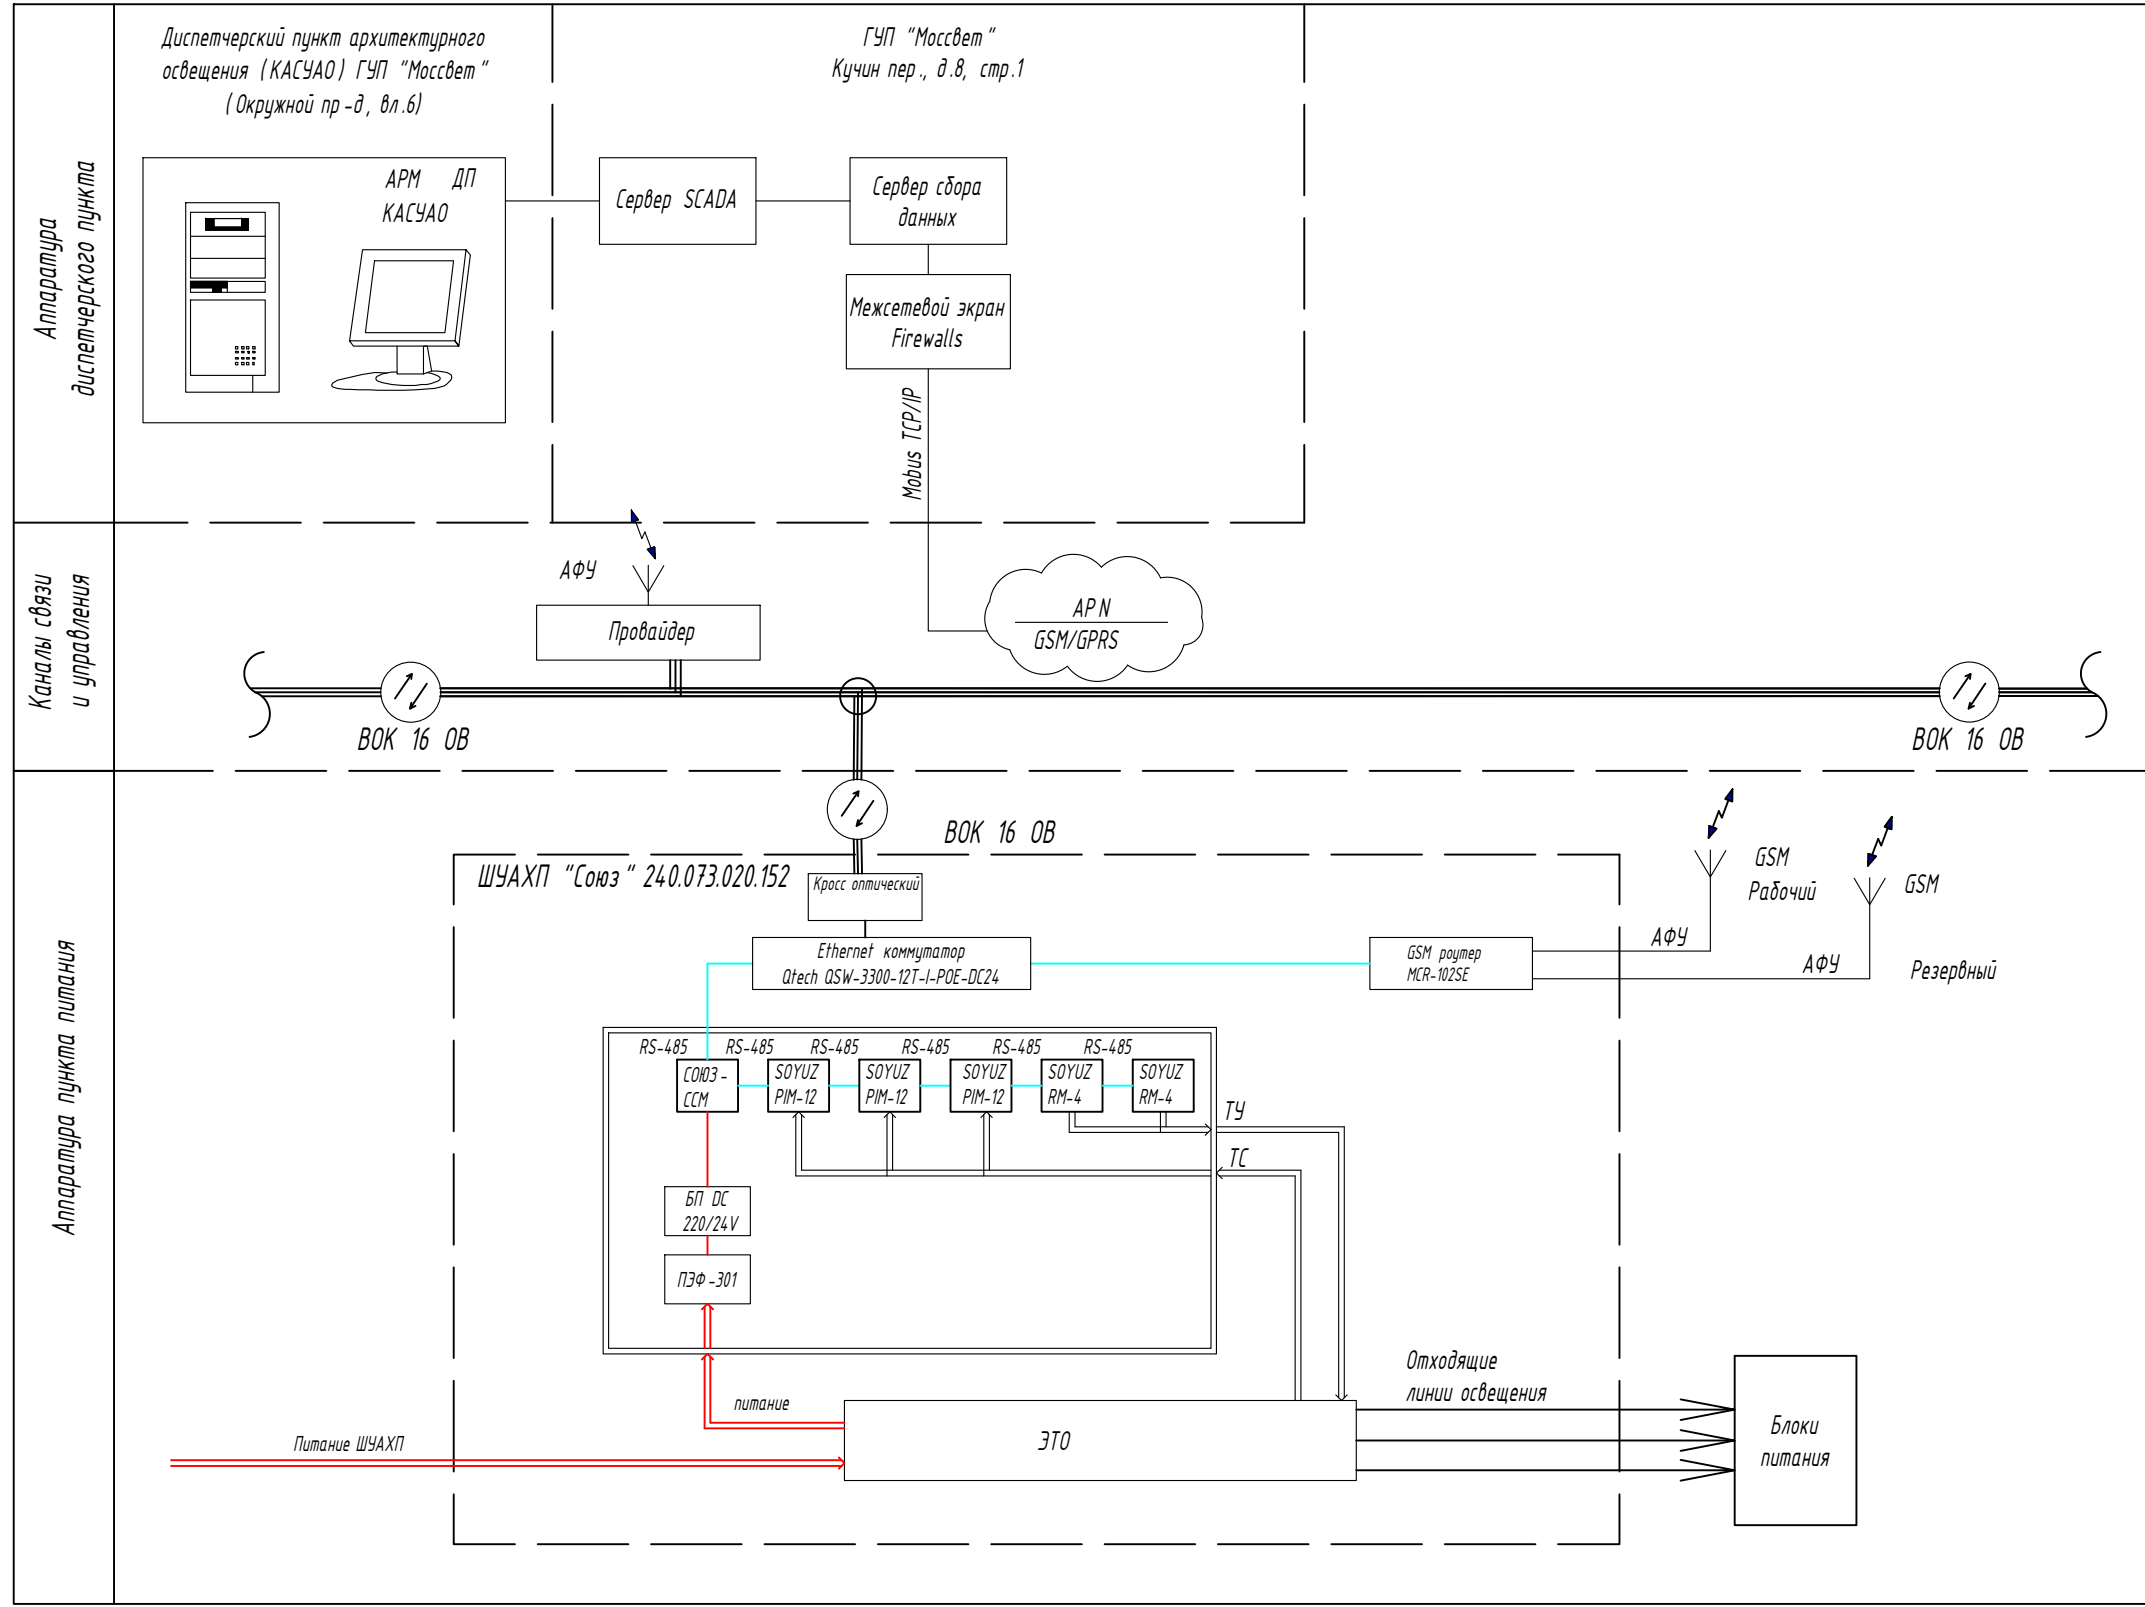 Аппаратура
диспетчерского пункта
Диспетчерский пункт архитектурного
освещения (КАСУАО) ГУП "Моссвет"
(Окружной пр-д, вл.6)
ГУП "Моссвет"
Кучин пер., д.8, стр.1
АРМ ДП
КАСУАО
Сервер SCADA
Сервер сбора
данных
Межсетевой экран
Firewalls
Mobus TCP/IP
Каналы связи
и управления
АФУ
Провайдер
APN
GSM/GPRS
ВОК 16 ОВ
ВОК 16 ОВ
Аппаратура пункта питания
ВОК 16 ОВ
ШУАХП "Союз" 240.073.020.152
Кросс оптический
Ethernet коммутатор
Qtech QSW-3300-12T-I-POE-DC24
GSM роутер
MCR-102SE
АФУ
АФУ
GSM
Рабочий
GSM
Резервный
RS-485
RS-485
RS-485
RS-485
RS-485
RS-485
СОЮЗ-
ССМ
SOYUZ
PIM-12
SOYUZ
PIM-12
SOYUZ
PIM-12
SOYUZ
RM-4
SOYUZ
RM-4
ТУ
ТС
БП DC
220/24V
ПЭФ-301
питание
Питание ШУАХП
ЭТО
Отходящие
линии освещения
Блоки
питания